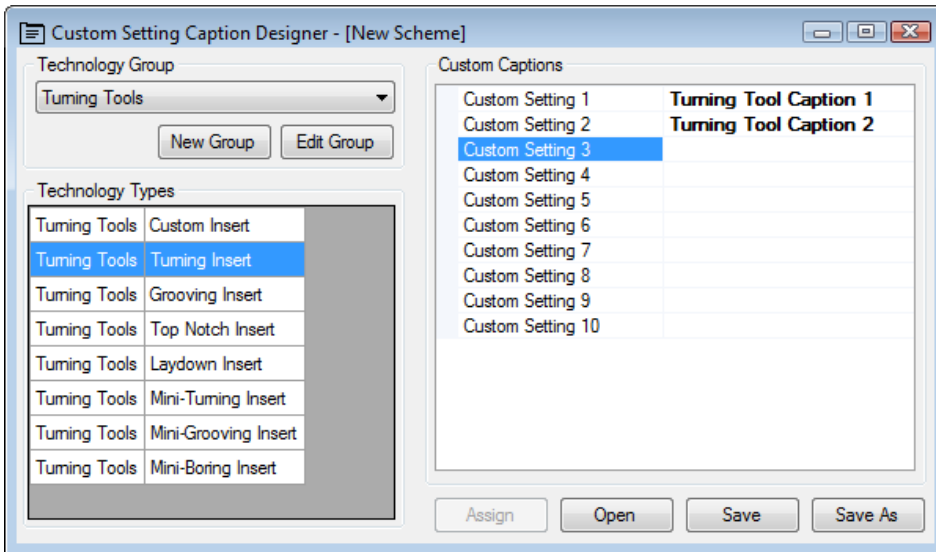 Custom Setting Caption Designer - [New Scheme]
Technology Group
Turning Tools
New Group Edit Group
Technology Types
Turning Tools Custom Insert
Turning Tools Turning Insert
Turning Tools Grooving Insert
Turning Tools Top Notch Insert
Turning Tools Laydown Insert
Turning Tools Mini-Turning Insert
Turning Tools Mini-Grooving Insert
Turning Tools Mini-Boring Insert
Custom Captions
Custom Setting 1 Turning Tool Caption 1
Custom Setting 2 Turning Tool Caption 2
Custom Setting 3
Custom Setting 4
Custom Setting 5
Custom Setting 6
Custom Setting 7
Custom Setting 8
Custom Setting 9
Custom Setting 10
Assign Open Save Save As